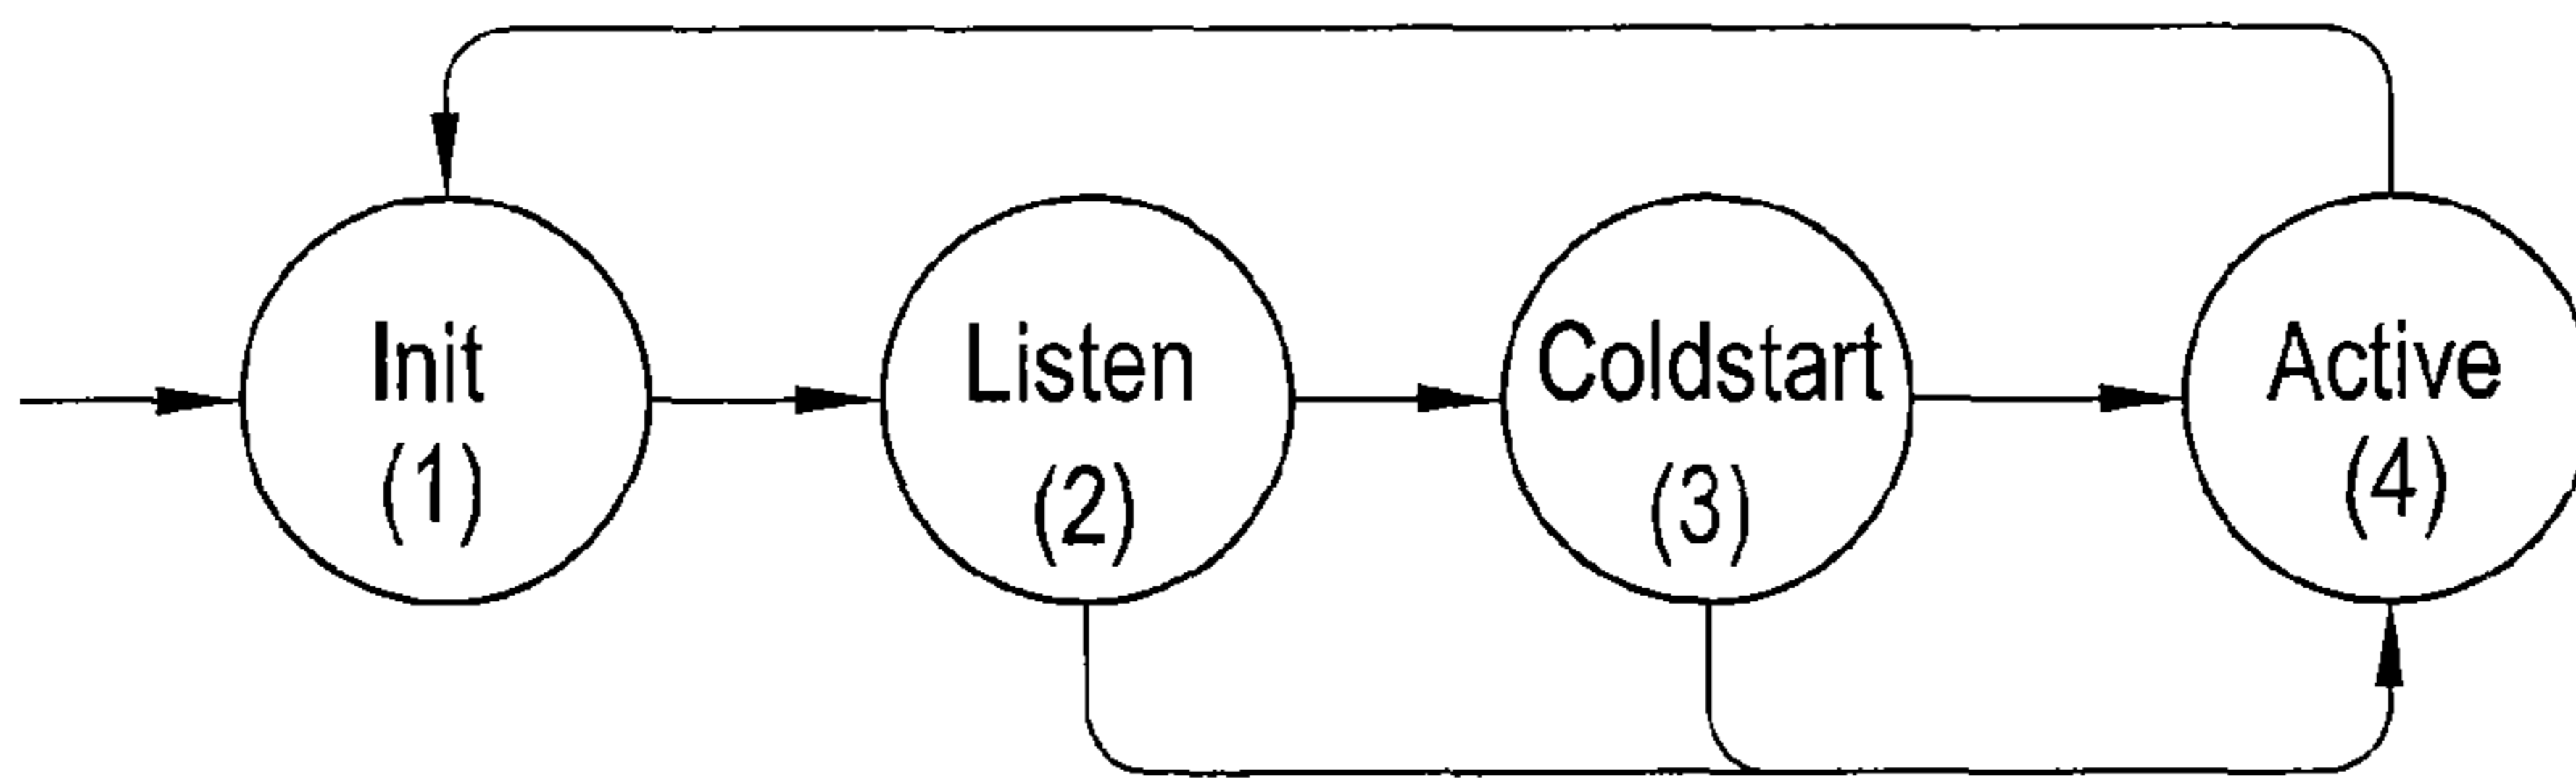 Init
(1)
Listen
(2)
Coldstart
(3)
Active
(4)